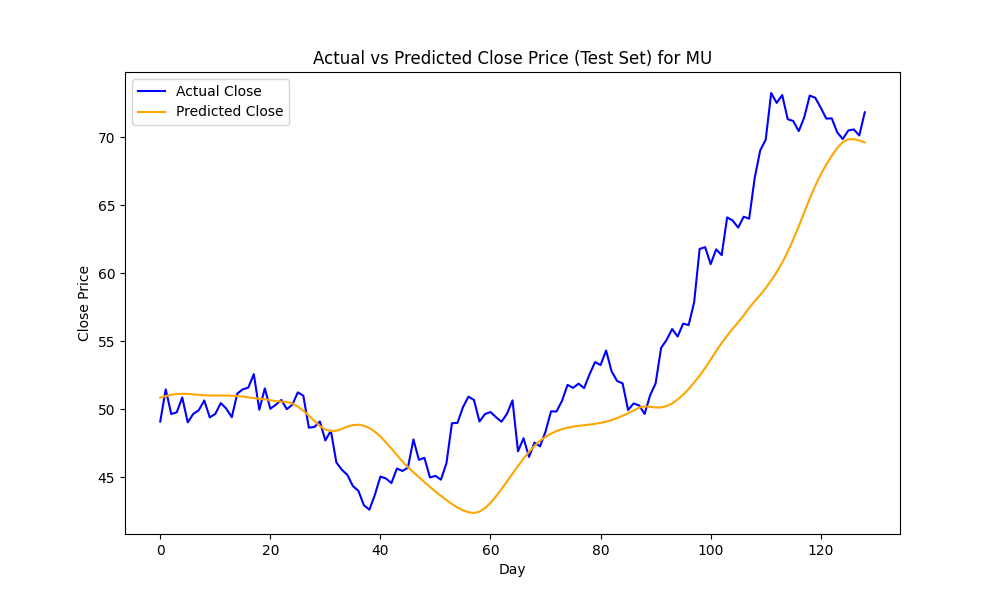 Actual vs Predicted Close Price (Test Set) for MU
Actual Close
Predicted Close
Close Price
70
65
60
55
50
45
0 20 40 60 80 100 120
Day